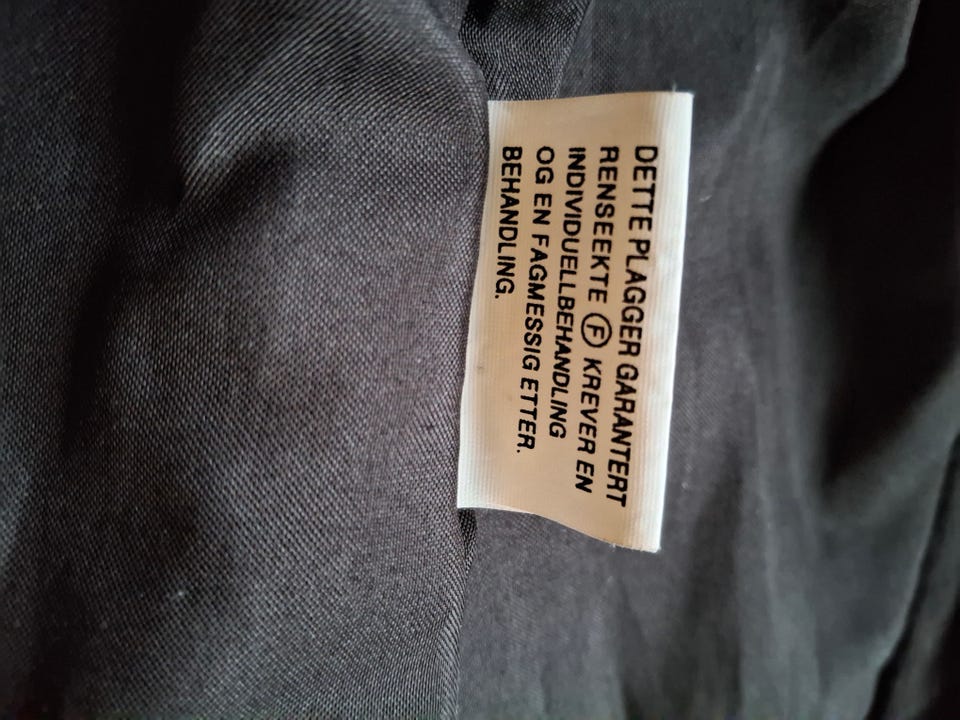 DETTE PLAGGER GARANTERT
RENSEEKTE Ⓕ KREVER EN
INDIVIDUELLBEHANDLING
OG EN FAGMESSIG ETTER.
BEHANDLING.